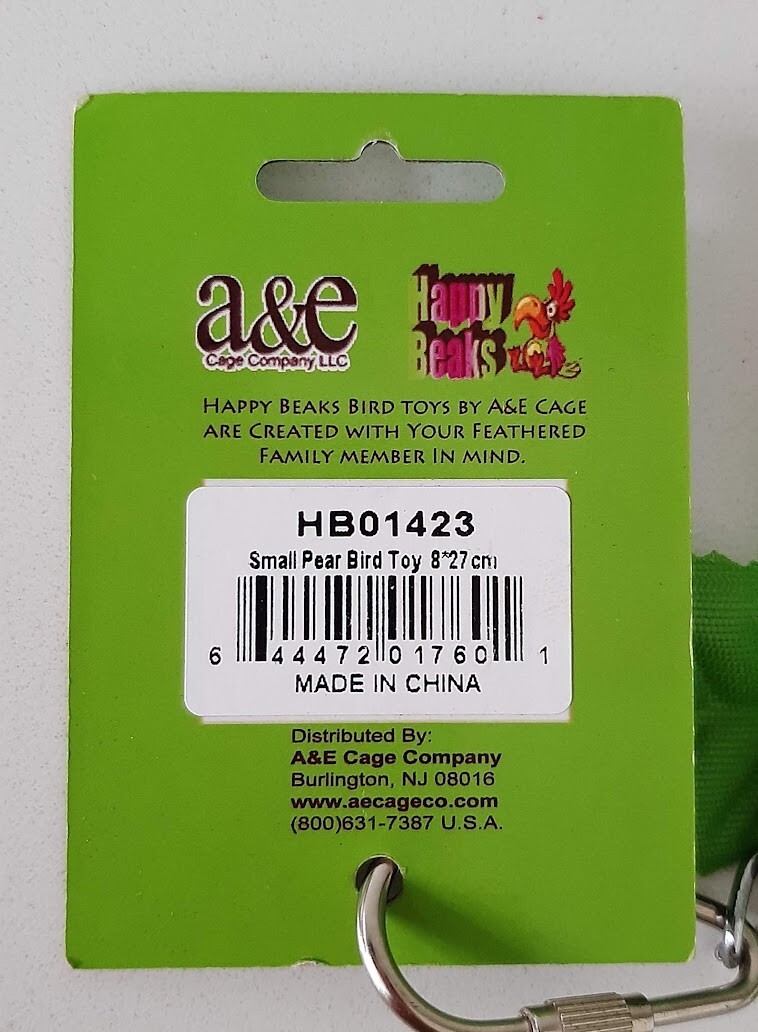 a&e
Cage Company LLC
Happy
Beaks
HAPPY BEAKS BIRD TOYS BY A&E CAGE
ARE CREATED WITH YOUR FEATHERED
FAMILY MEMBER IN MIND.
HB01423
Small Pear Bird Toy 8*27cm
6 44472 01760 1
MADE IN CHINA
Distributed By:
A&E Cage Company
Burlington, NJ 08016
www.aecageco.com
(800)631-7387 U.S.A.